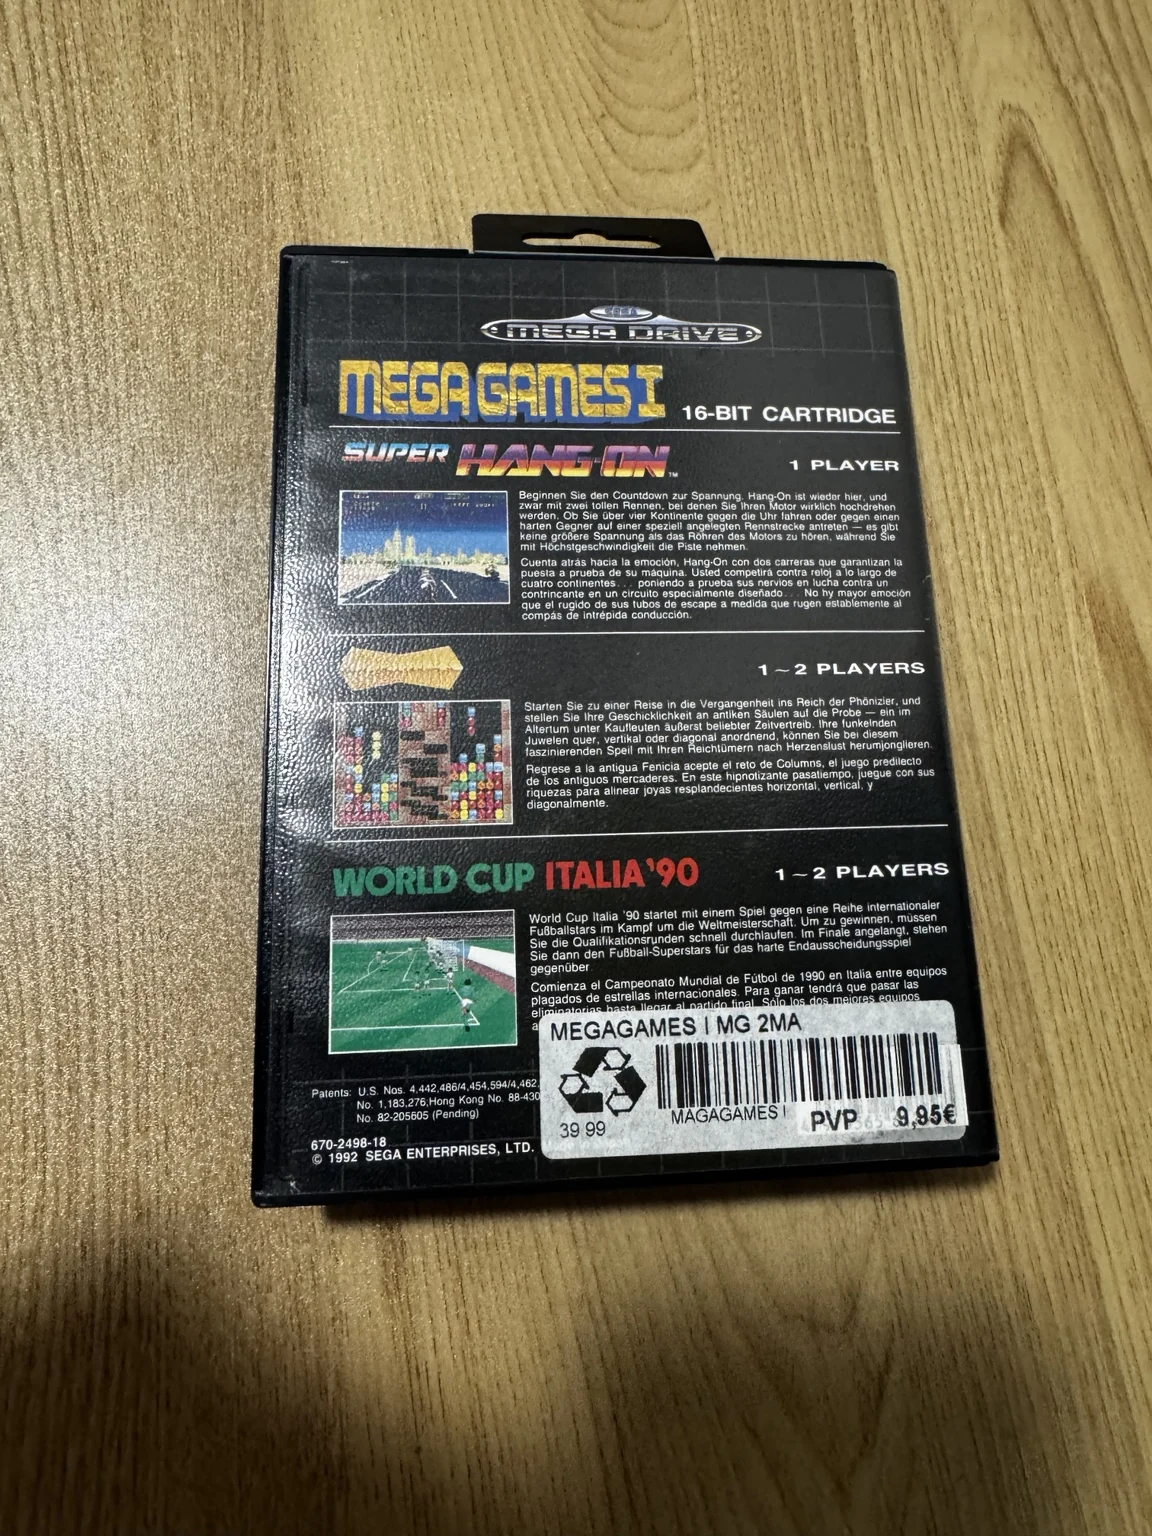 SEGA
MEGA DRIVE
MEGA GAMES I
16-BIT CARTRIDGE
SUPER HANG-ON™
1 PLAYER
Beginnen Sie den Countdown zur Spannung. Hang-On ist wieder hier, und
zwar mit zwei tollen Rennen, bei denen Sie Ihren Motor wirklich hochdrehen
werden. Ob Sie über vier Kontinente gegen die Uhr fahren oder gegen einen
harten Gegner auf einer speziell angelegten Rennstrecke antreten — es gibt
keine größere Spannung als das Röhren des Motors zu hören, während Sie
mit Höchstgeschwindigkeit die Piste nehmen.
Cuenta atrás hacia la emoción, Hang-On con dos carreras que garantizan la
puesta a prueba de su máquina. Usted competirá contra reloj a lo largo de
cuatro continentes... poniendo a prueba sus nervios en lucha contra un
contrincante en un circuito especialmente diseñado... No hy mayor emoción
que el rugido de sus tubos de escape a medida que rugen establemente al
compás de intrépida conducción.
1~2 PLAYERS
Starten Sie zu einer Reise in die Vergangenheit ins Reich der Phönizier, und
stellen Sie Ihre Geschicklichkeit an antiken Säulen auf die Probe — ein im
Altertum unter Kaufleuten äußerst beliebter Zeitvertreib. Ihre funkelnden
Juwelen quer, vertikal oder diagonal anordnend, können Sie bei diesem
faszinierenden Speil mit Ihren Reichtümern nach Herzenslust herumjonglieren.
Regrese a la antigua Fenicia acepte el reto de Columns, el juego predilecto
de los antiguos mercaderes. En este hipnotizante pasatiempo, juegue con sus
riquezas para alinear joyas resplandecientes horizontal, vertical, y
diagonalmente.
WORLD CUP ITALIA '90
1~2 PLAYERS
World Cup Italia '90 startet mit einem Spiel gegen eine Reihe internationaler
Fußballstars im Kampf um die Weltmeisterschaft. Um zu gewinnen, müssen
Sie die Qualifikationsrunden schnell durchlaufen. Im Finale angelangt, stehen
Sie dann den Fußball-Superstars für das harte Endausscheidungsspiel
gegenüber.
Comienza el Campeonato Mundial de Fútbol de 1990 en Italia entre equipos
plagados de estrellas internacionales. Para ganar tendrá que pasar las
eliminatorias hasta llegar al partido final. Sólo los dos mejores equipos
MEGAGAMES I MG 2MA
MAGAGAMES I
39 99
PVP 9,95€
Patents: U.S. Nos. 4,442,486/4,454,594/4,462,
No. 1,183,276,Hong Kong No. 88-430
No. 82-205605 (Pending)
670-2498-18
© 1992 SEGA ENTERPRISES, LTD.